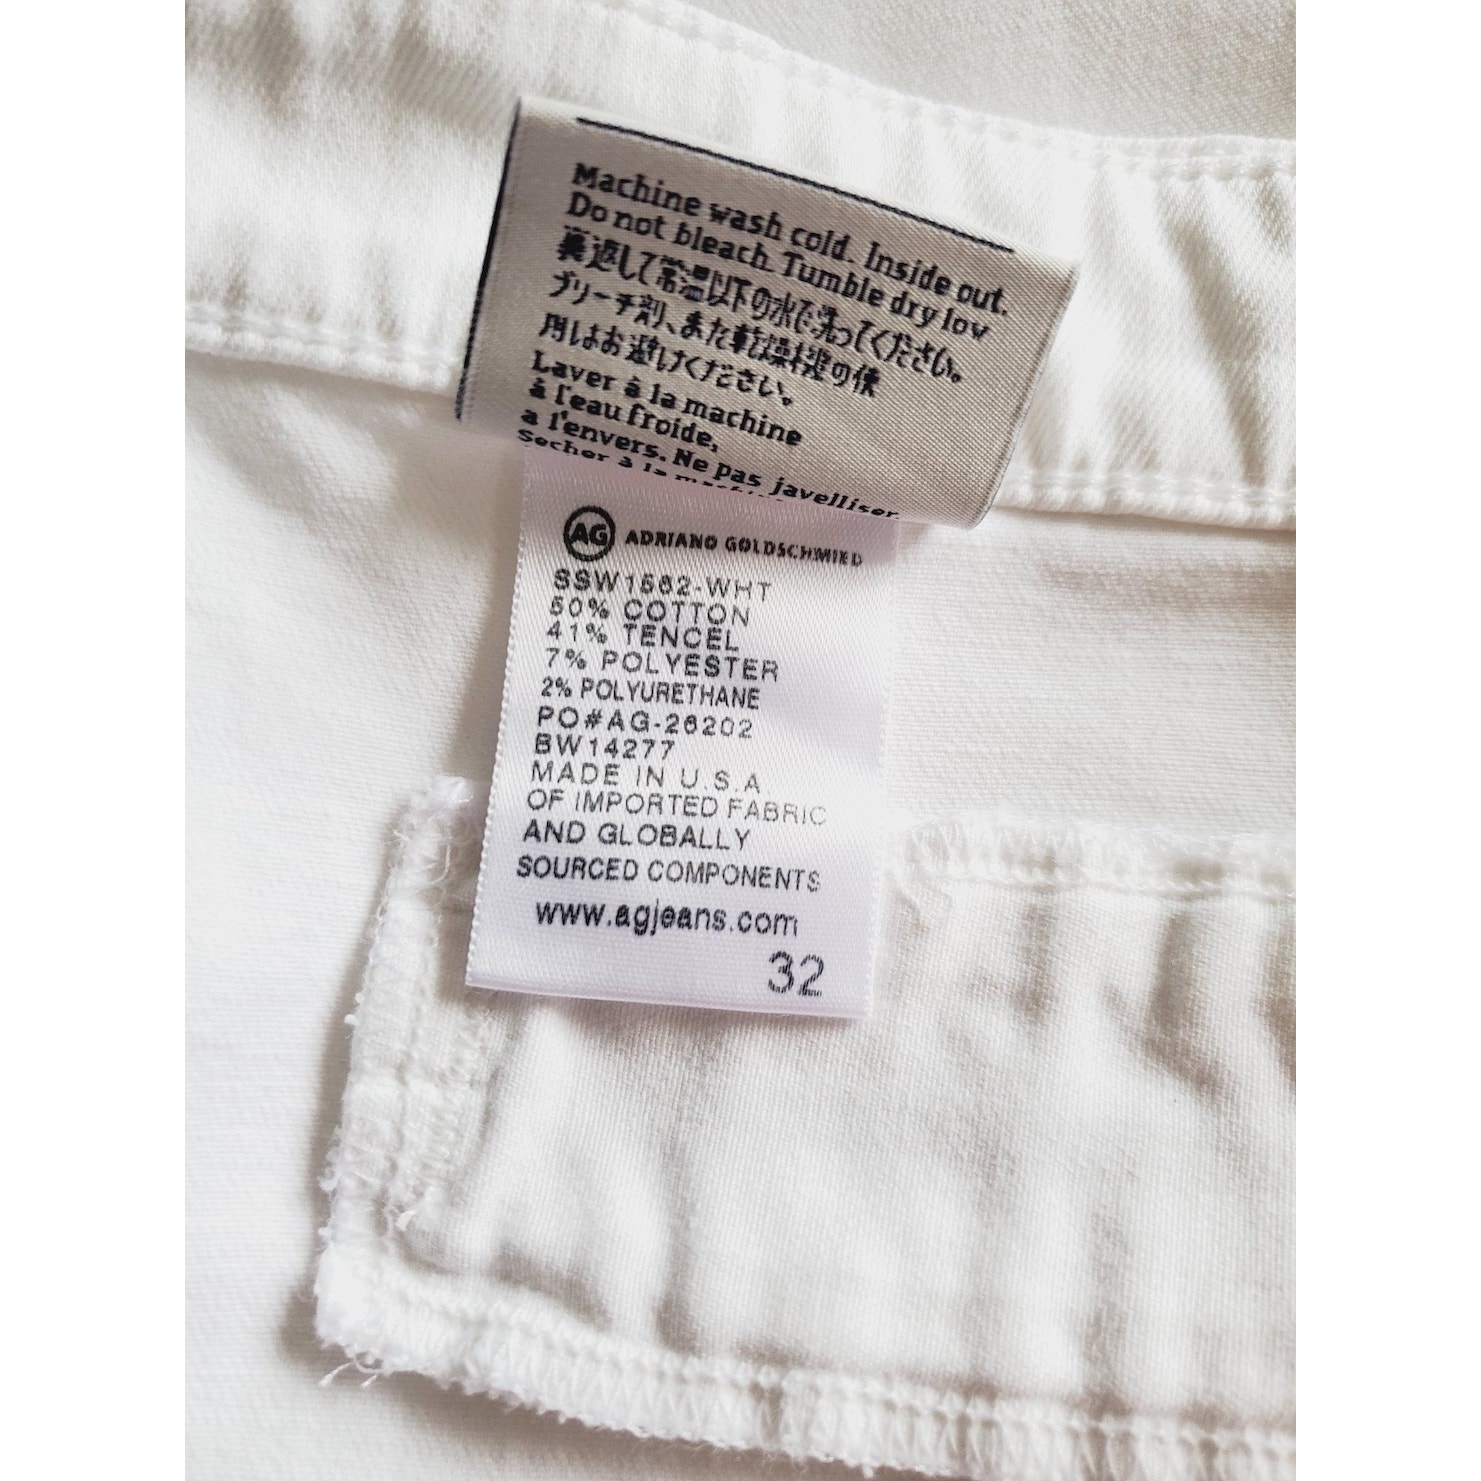 Machine wash cold. Inside out.
Do not bleach. Tumble dry low
裏返して常温以下の水で洗ってください。
ブリーチ剤、また乾燥機の使
用はお避けください。
Laver à la machine
à l'eau froide,
a l'envers. Ne pas javelliser.
Secher à la machine
AG ADRIANO GOLDSCHMIED
SSW1562-WHT
50% COTTON
41% TENCEL
7% POLYESTER
2% POLYURETHANE
PO#AG-26202
BW14277
MADE IN U.S.A
OF IMPORTED FABRIC
AND GLOBALLY
SOURCED COMPONENTS
www.agjeans.com
32